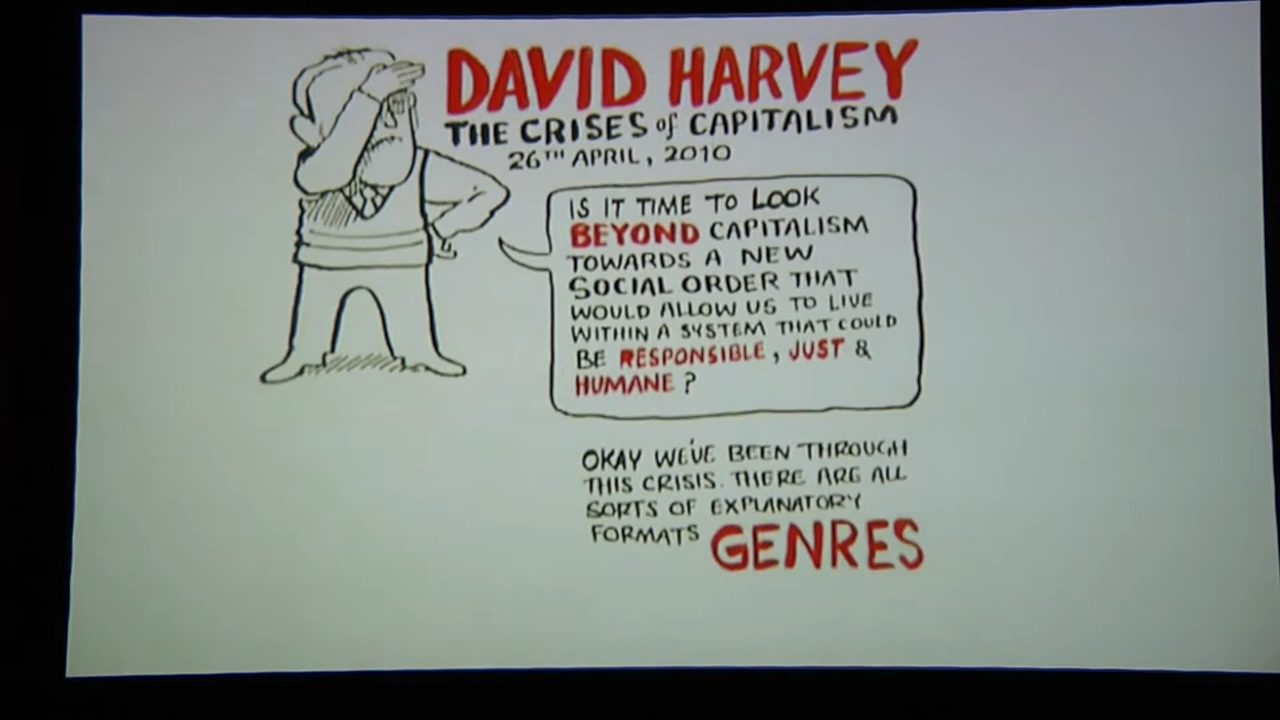 DAVID HARVEY
THE CRISES of CAPITALISM
26TH APRIL, 2010
IS IT TIME TO LOOK
BEYOND CAPITALISM
TOWARDS A NEW
SOCIAL ORDER THAT
WOULD ALLOW US TO LIVE
WITHIN A SYSTEM THAT COULD
BE RESPONSIBLE, JUST &
HUMANE?
OKAY WE'VE BEEN THROUGH
THIS CRISIS. THERE ARE ALL
SORTS OF EXPLANATORY
FORMATS GENRES